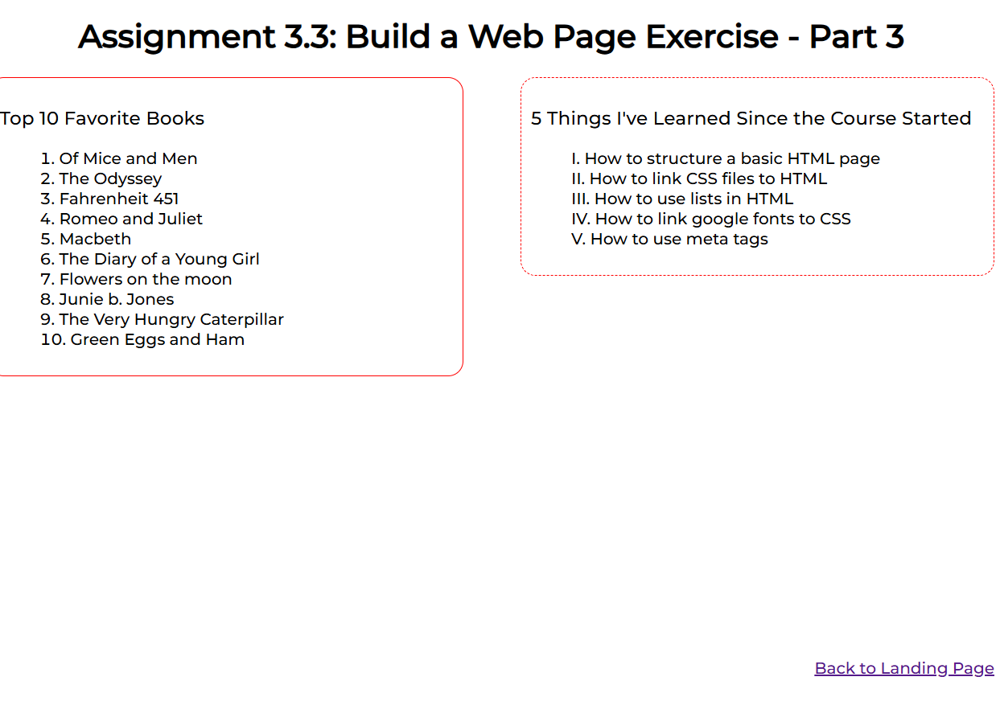 Assignment 3.3: Build a Web Page Exercise - Part 3
Top 10 Favorite Books
1. Of Mice and Men
2. The Odyssey
3. Fahrenheit 451
4. Romeo and Juliet
5. Macbeth
6. The Diary of a Young Girl
7. Flowers on the moon
8. Junie b. Jones
9. The Very Hungry Caterpillar
10. Green Eggs and Ham
5 Things I've Learned Since the Course Started
I. How to structure a basic HTML page
II. How to link CSS files to HTML
III. How to use lists in HTML
IV. How to link google fonts to CSS
V. How to use meta tags
Back to Landing Page